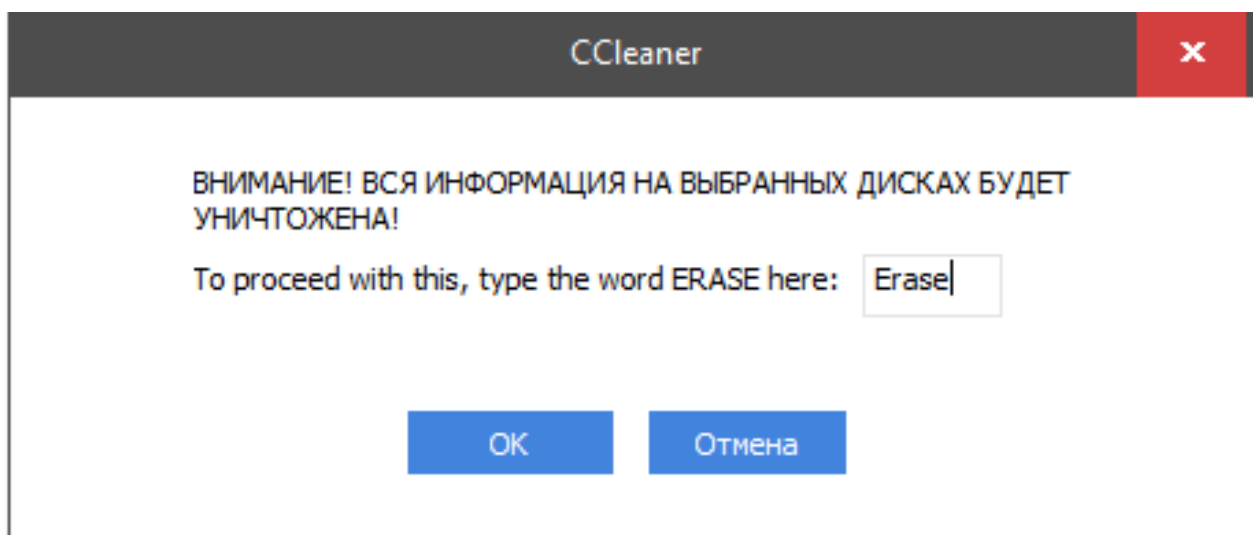 CCleaner
ВНИМАНИЕ! ВСЯ ИНФОРМАЦИЯ НА ВЫБРАННЫХ ДИСКАХ БУДЕТ
УНИЧТОЖЕНА!
To proceed with this, type the word ERASE here: Erase
OK Отмена